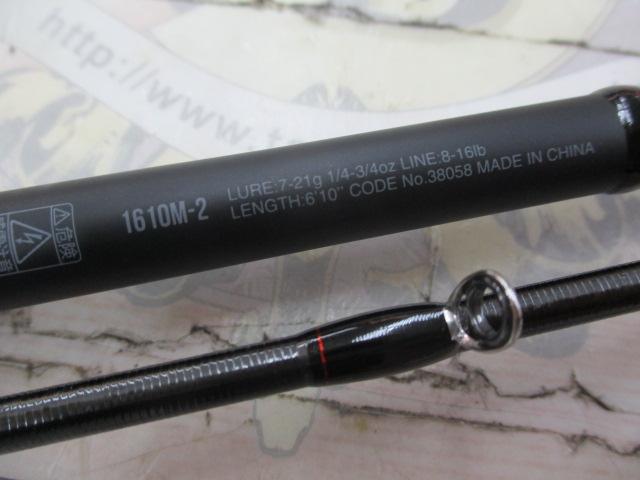 http://www.t
危険
1610M-2
LURE:7-21g 1/4-3/4oz LINE:8-16lb
LENGTH:6'10" CODE No.38058 MADE IN CHINA